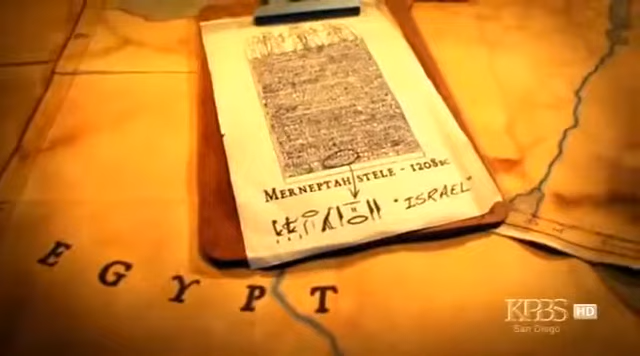 MERNEPTAH STELE - 1208BC
"ISRAEL"
EGYPT
KPBS HD
San Diego